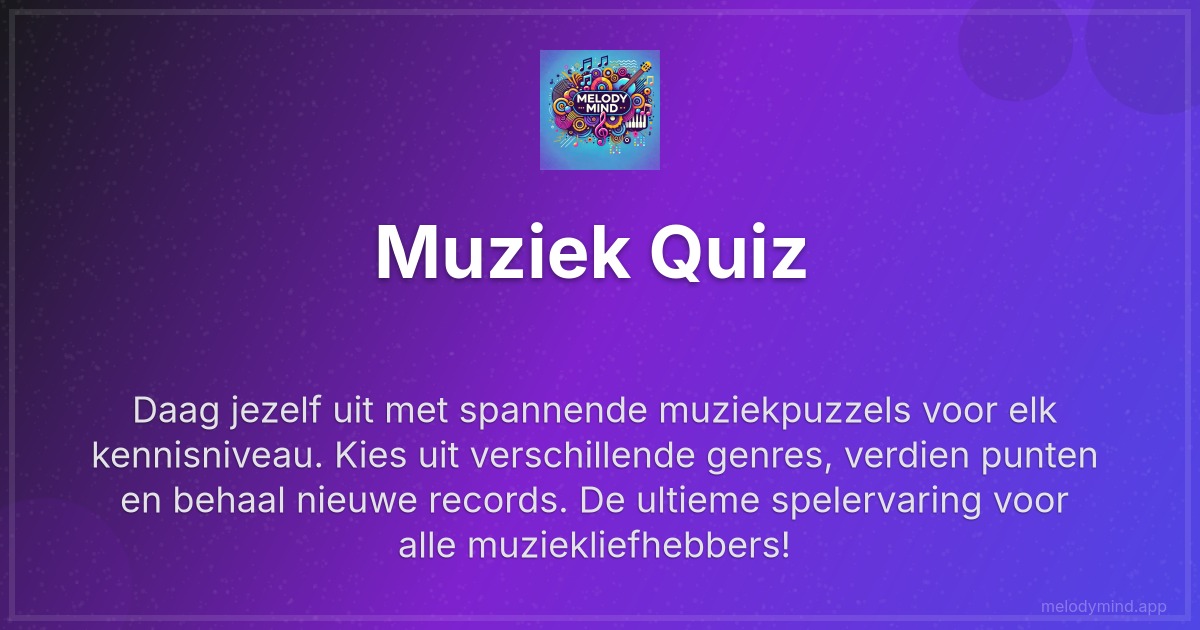 MELODY
MIND
Muziek Quiz
Daag jezelf uit met spannende muziekpuzzels voor elk
kennisniveau. Kies uit verschillende genres, verdien punten
en behaal nieuwe records. De ultieme spelervaring voor
alle muziekliefhebbers!
melodymind.app